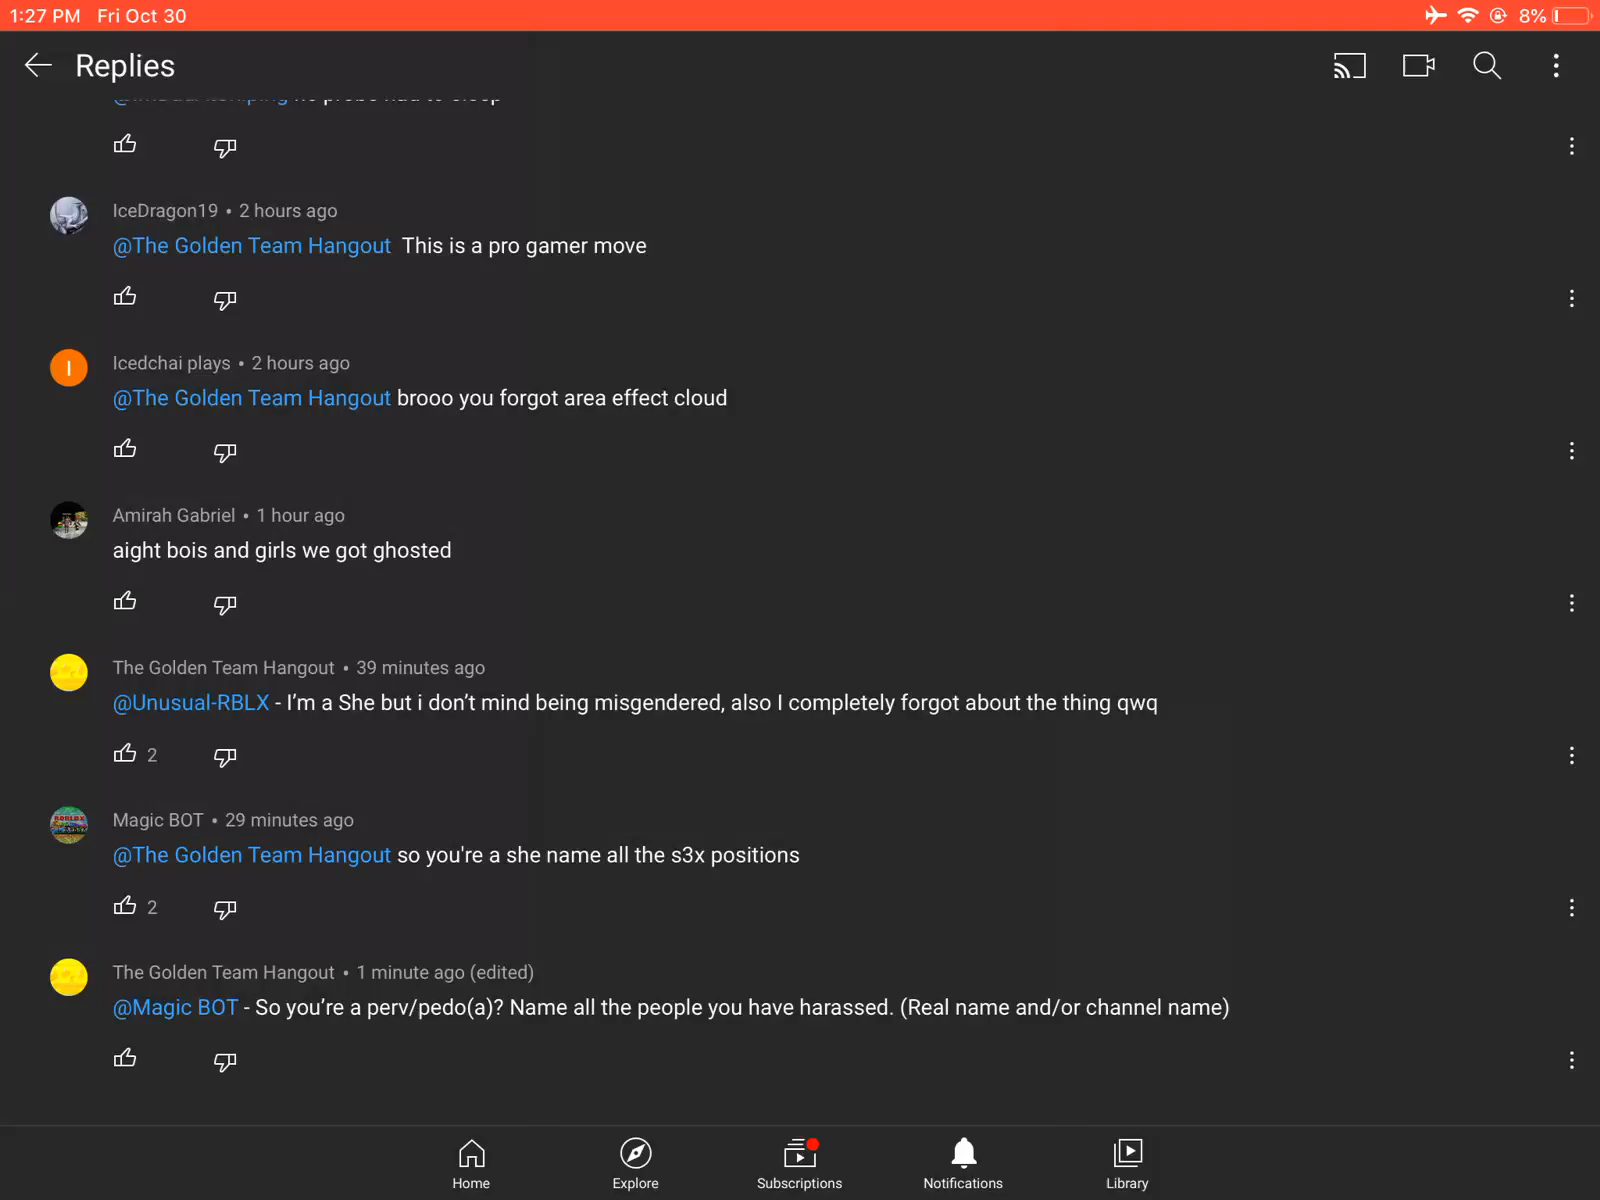 1:27 PM Fri Oct 30
8%
Replies
IceDragon19 • 2 hours ago
@The Golden Team Hangout This is a pro gamer move
I
Icedchai plays • 2 hours ago
@The Golden Team Hangout brooo you forgot area effect cloud
Amirah Gabriel • 1 hour ago
aight bois and girls we got ghosted
The Golden Team Hangout • 39 minutes ago
@Unusual-RBLX - I’m a She but i don’t mind being misgendered, also I completely forgot about the thing qwq
2
Magic BOT • 29 minutes ago
@The Golden Team Hangout so you're a she name all the s3x positions
2
The Golden Team Hangout • 1 minute ago (edited)
@Magic BOT - So you’re a perv/pedo(a)? Name all the people you have harassed. (Real name and/or channel name)
Home Explore Subscriptions Notifications Library